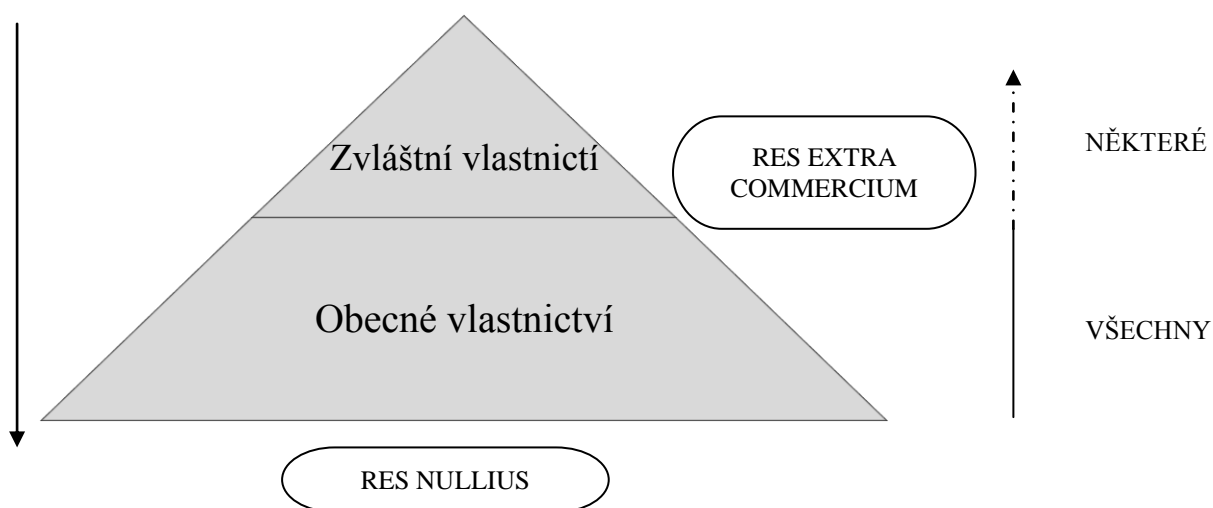 Zvláštní vlastnictí
RES EXTRA
COMMERCIUM
NĚKTERÉ
Obecné vlastnictví
VŠECHNY
RES NULLIUS